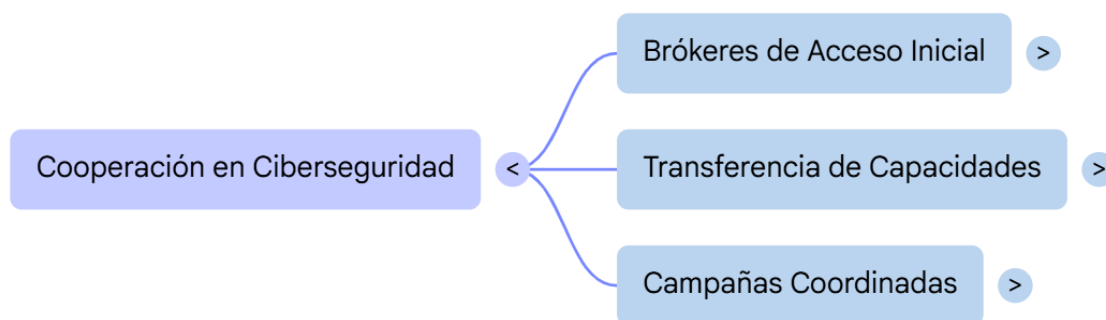 Brókeres de Acceso Inicial >
Cooperación en Ciberseguridad <
Transferencia de Capacidades >
Campañas Coordinadas >